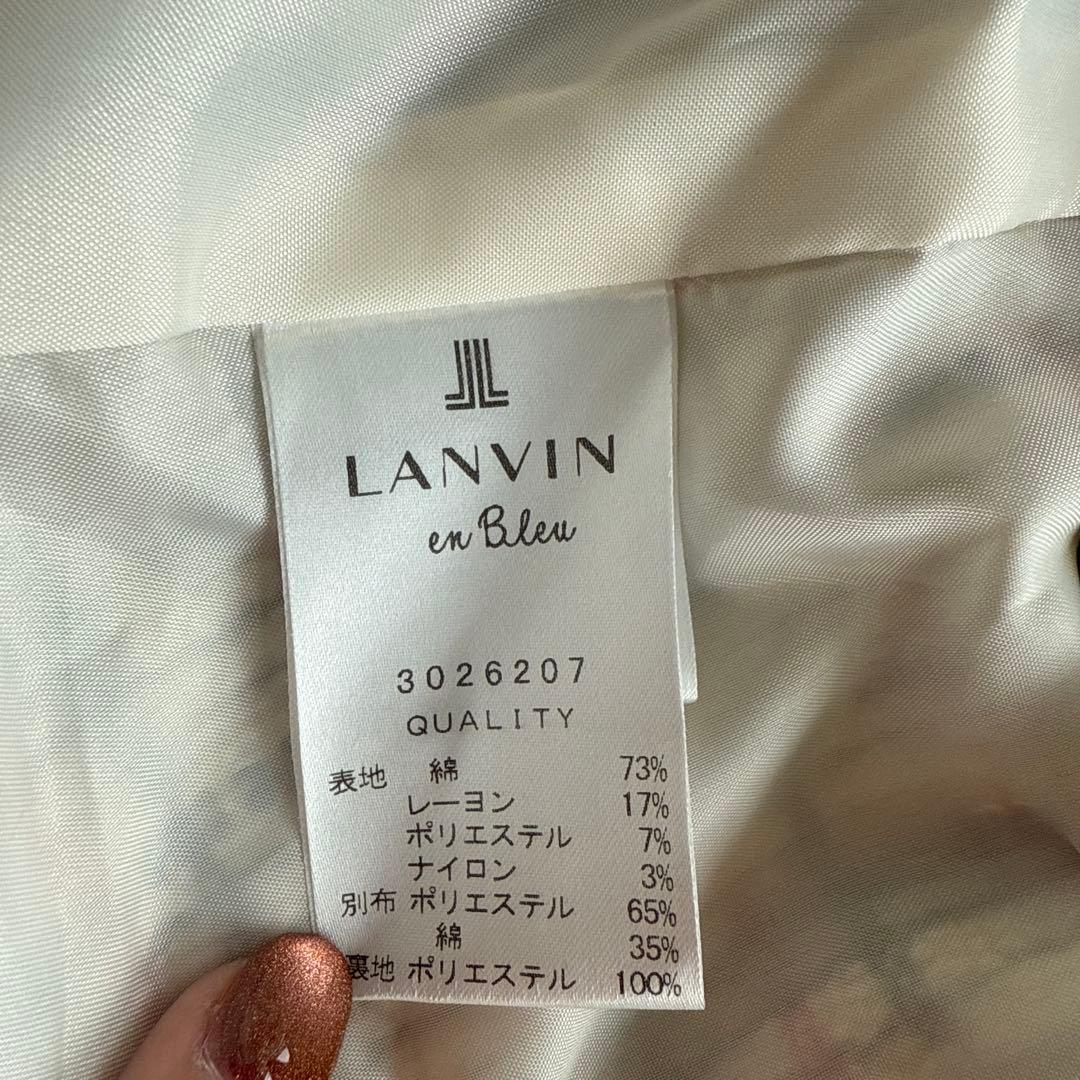 LANVIN
en Bleu
3026207
QUALITY
表地 綿 73%
レーヨン 17%
ポリエステル 7%
ナイロン 3%
別布 ポリエステル 65%
綿 35%
裏地 ポリエステル 100%